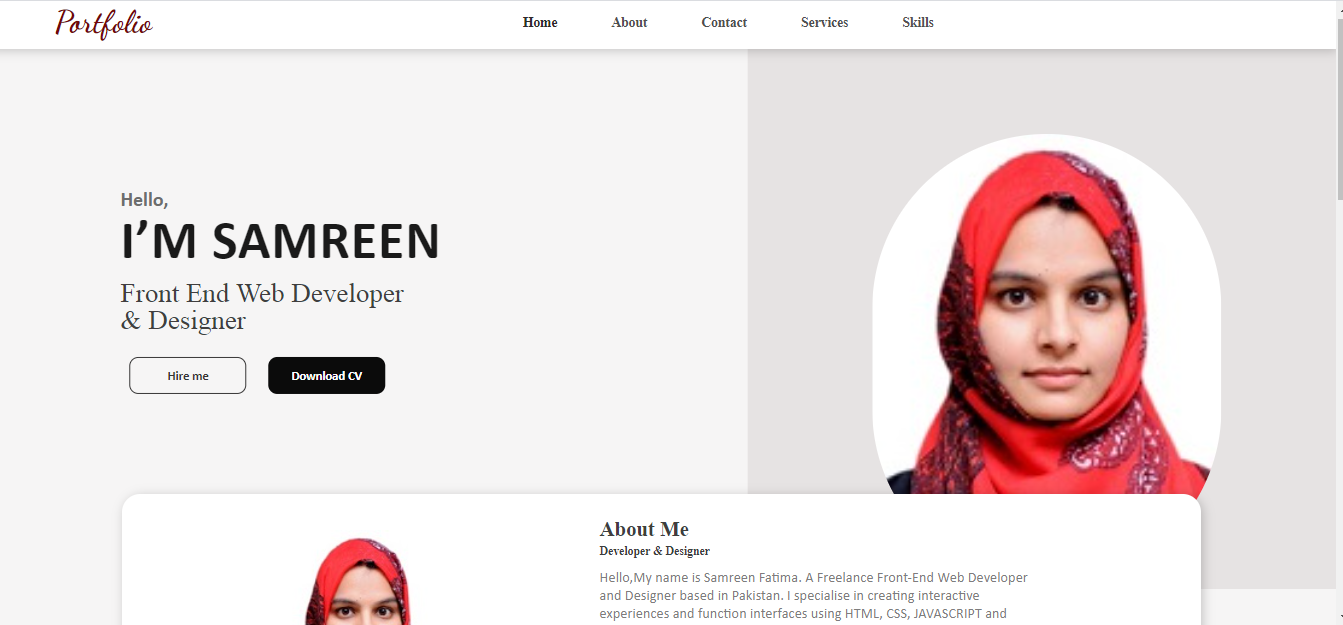 Portfolio
Home About Contact Services Skills
Hello,
I’M SAMREEN
Front End Web Developer
& Designer
Hire me Download CV
About Me
Developer & Designer
Hello,My name is Samreen Fatima. A Freelance Front-End Web Developer
and Designer based in Pakistan. I specialise in creating interactive
experiences and function interfaces using HTML, CSS, JAVASCRIPT and